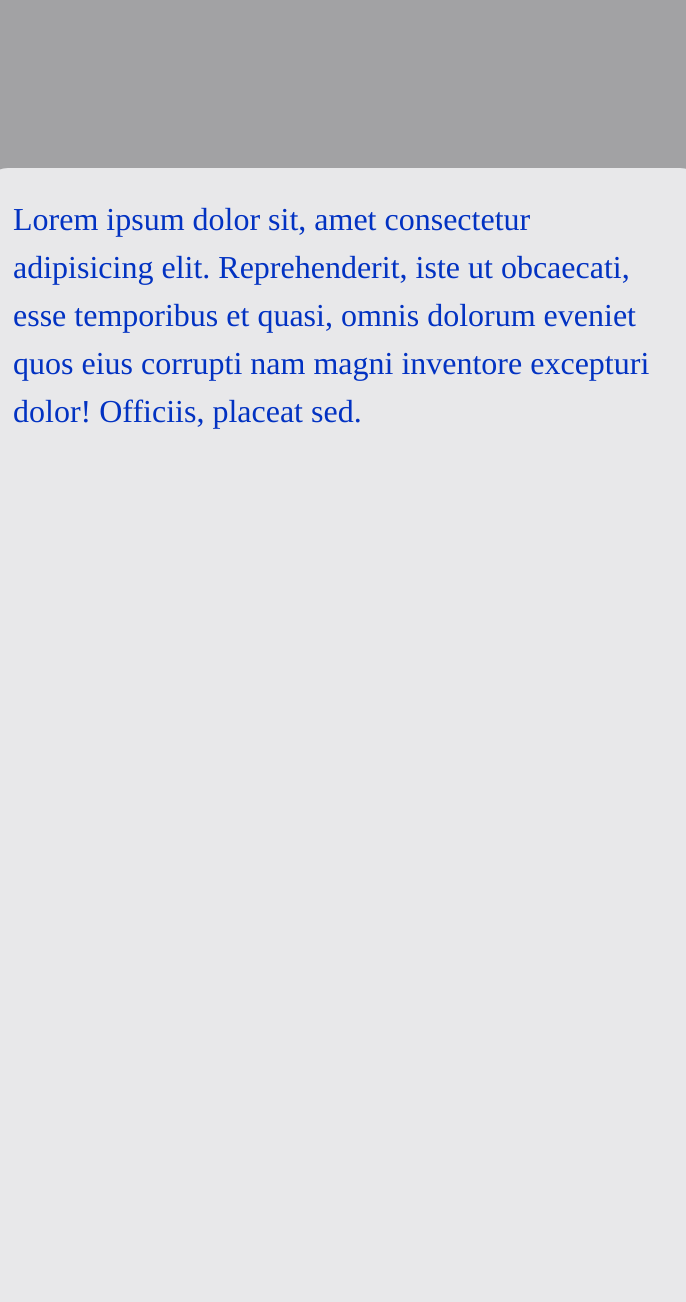 Lorem ipsum dolor sit, amet consectetur
adipisicing elit. Reprehenderit, iste ut obcaecati,
esse temporibus et quasi, omnis dolorum eveniet
quos eius corrupti nam magni inventore excepturi
dolor! Officiis, placeat sed.